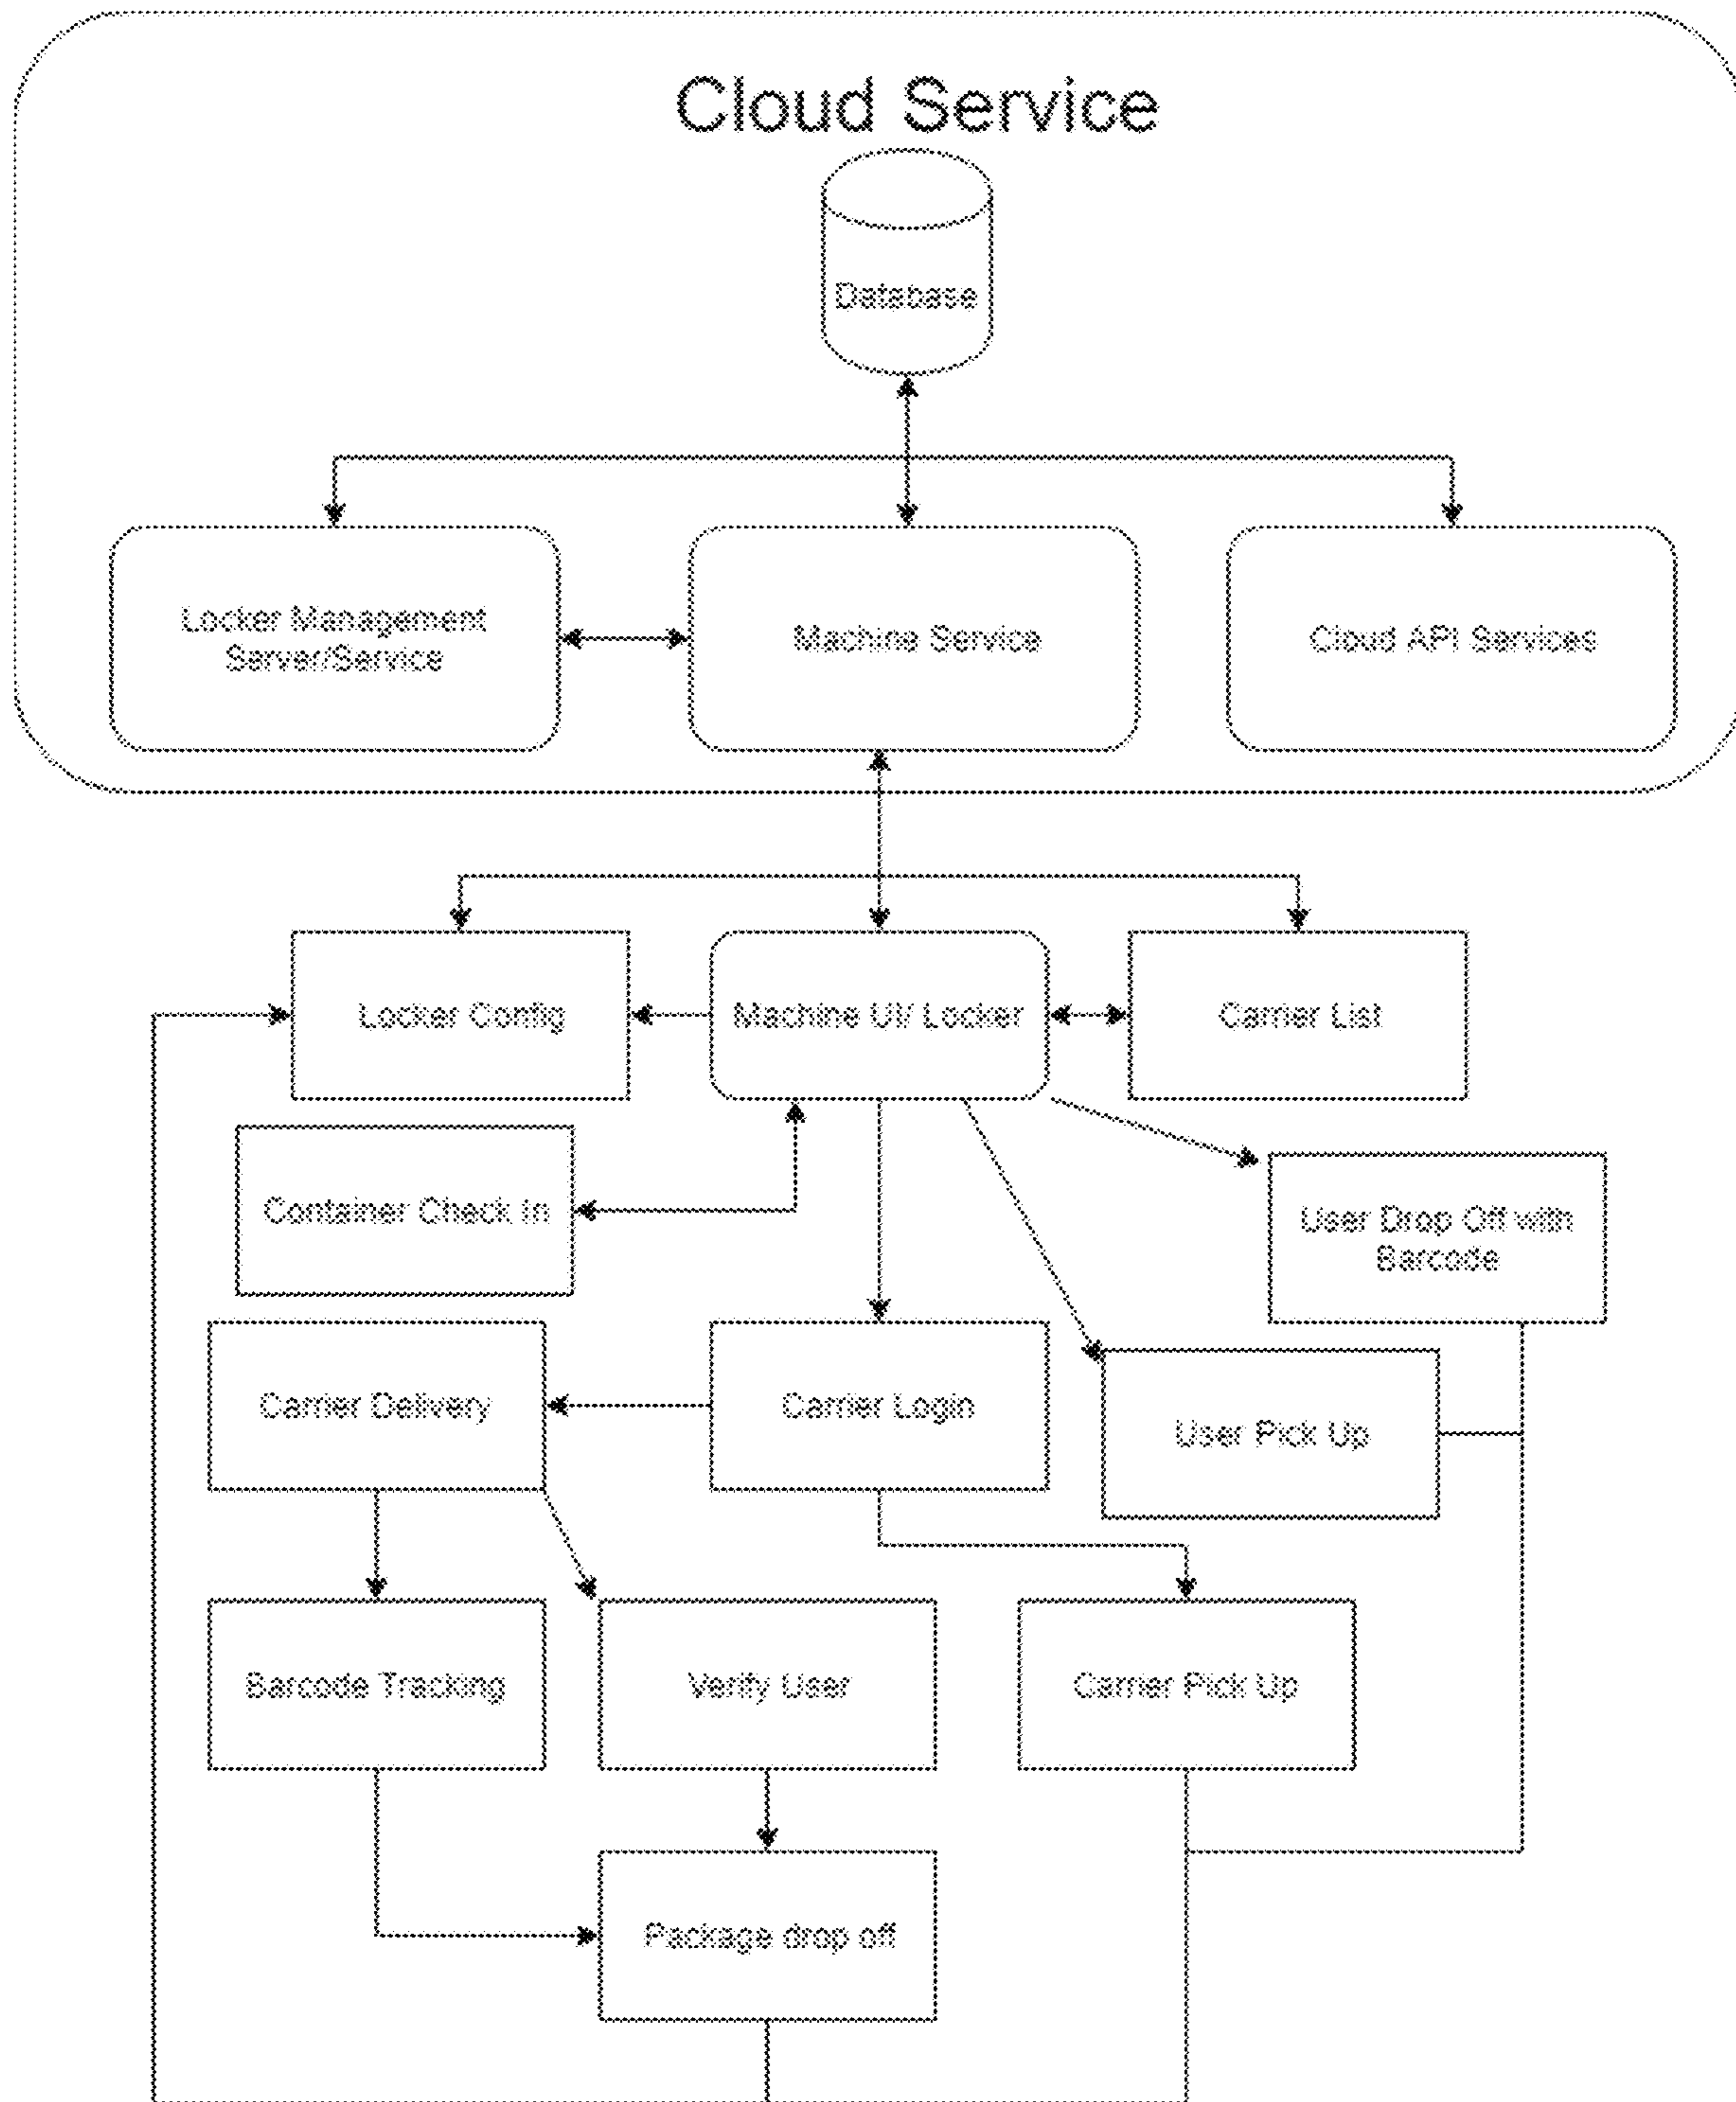 Cloud Service
Database
Locker Management
Server/Service
Machine Service
Cloud API Services
Locker Config
Machine UI/ Locker
Carrier List
Container Check In
User Drop Off with
Barcode
Carrier Delivery
Carrier Login
User Pick Up
Barcode Tracking
Verify User
Carrier Pick Up
Package drop off